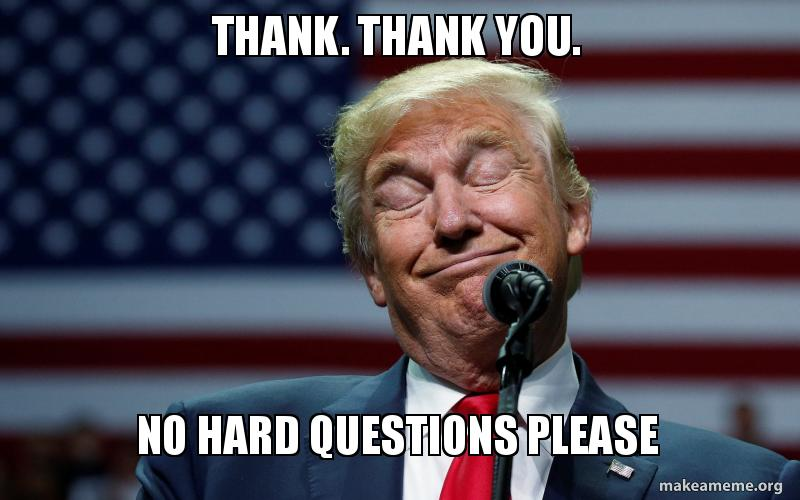 THANK. THANK YOU.
NO HARD QUESTIONS PLEASE
makeameme.org